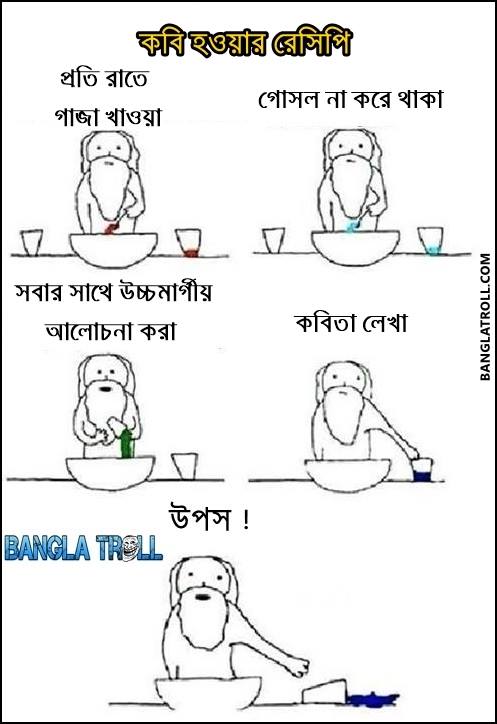 কবি হওয়ার রেসিপি
প্রতি রাতে
গাজা খাওয়া
গোসল না করে থাকা
সবার সাথে উচ্চমার্গীয়
আলোচনা করা
কবিতা লেখা
উপস !
BANGLA TROLL
BANGLATROLL.COM